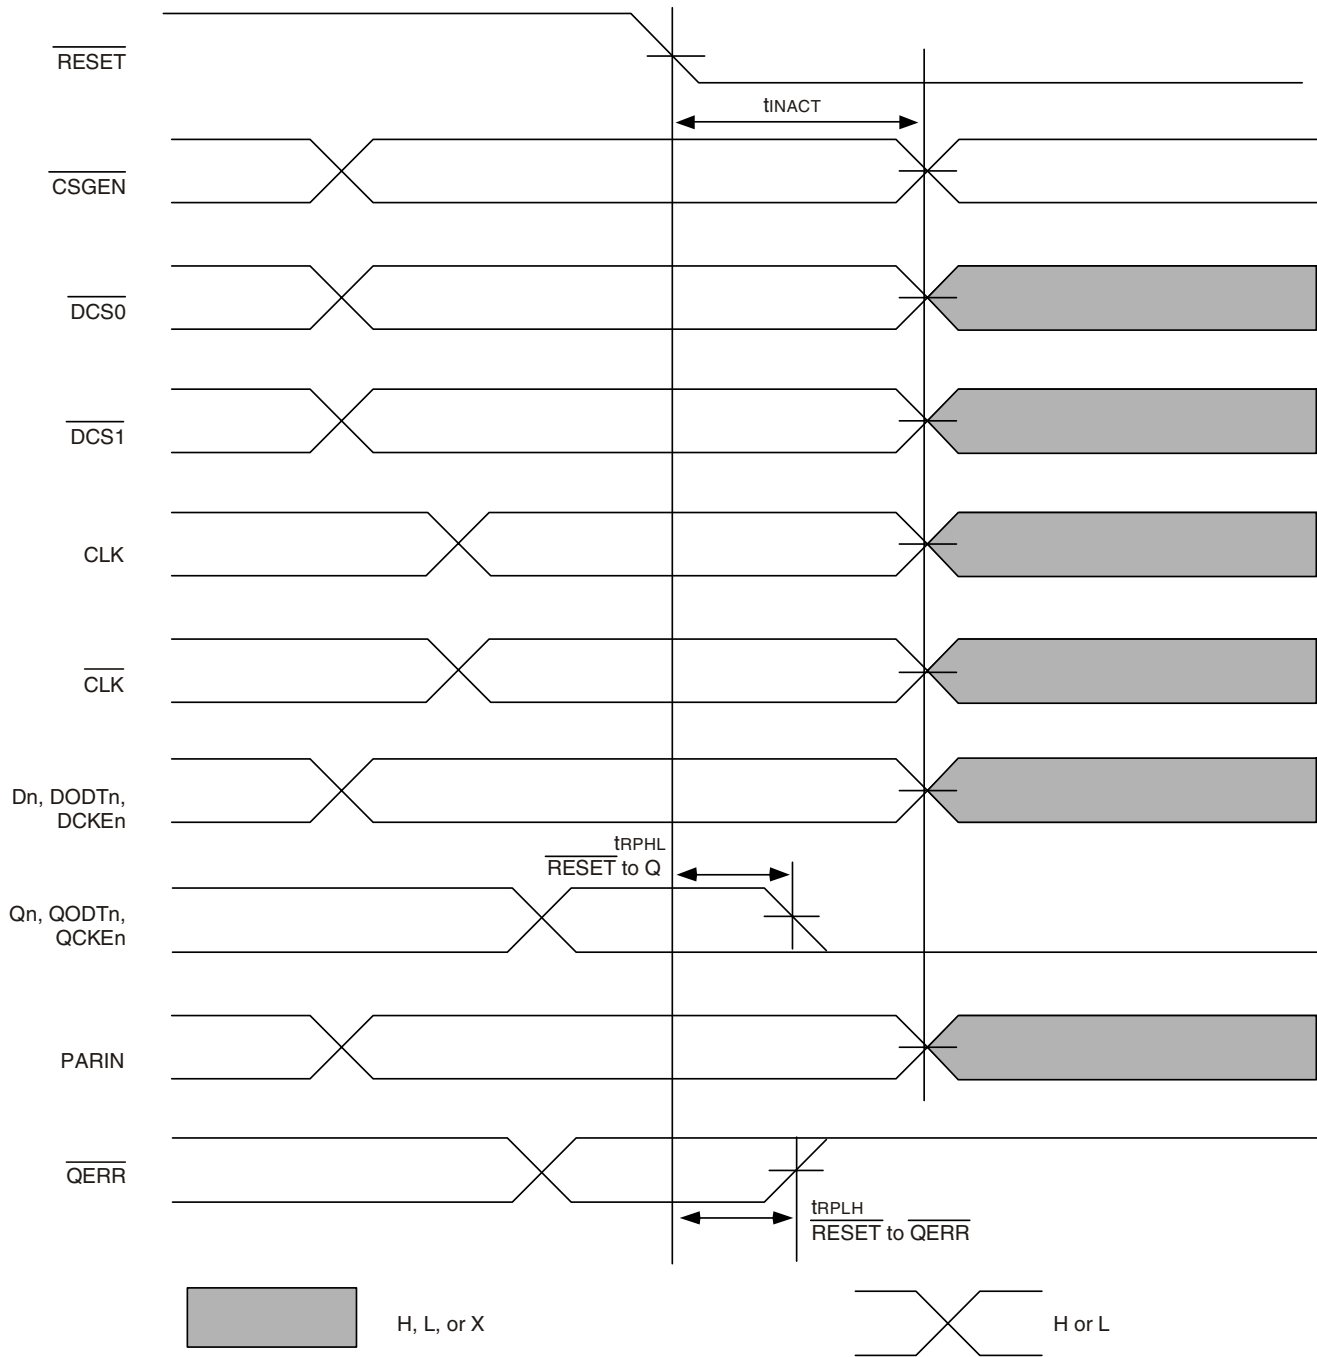 RESET
tINACT
CSGEN
DCS0
DCS1
CLK
CLK
Dn, DODTn,
DCKEn
tRPHL
RESET to Q
Qn, QODTn,
QCKEn
PARIN
QERR
tRPLH
RESET to QERR
H, L, or X
H or L